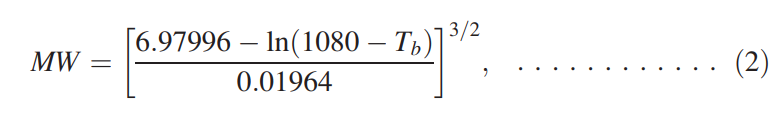 MW = [6.97996 – ln(1080 – T_b) / 0.01964]^{3/2}, . . . . . . . . . . . . (2)